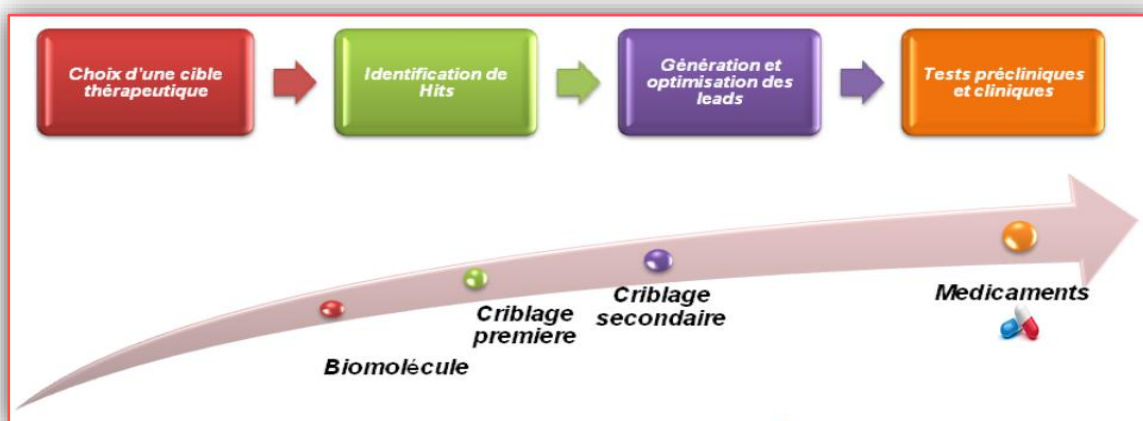 Choix d'une cible
thérapeutique
Identification de
Hits
Génération et
optimisation des
leads
Tests précliniques
et cliniques
Biomolécule
Criblage
premiere
Criblage
secondaire
Medicaments